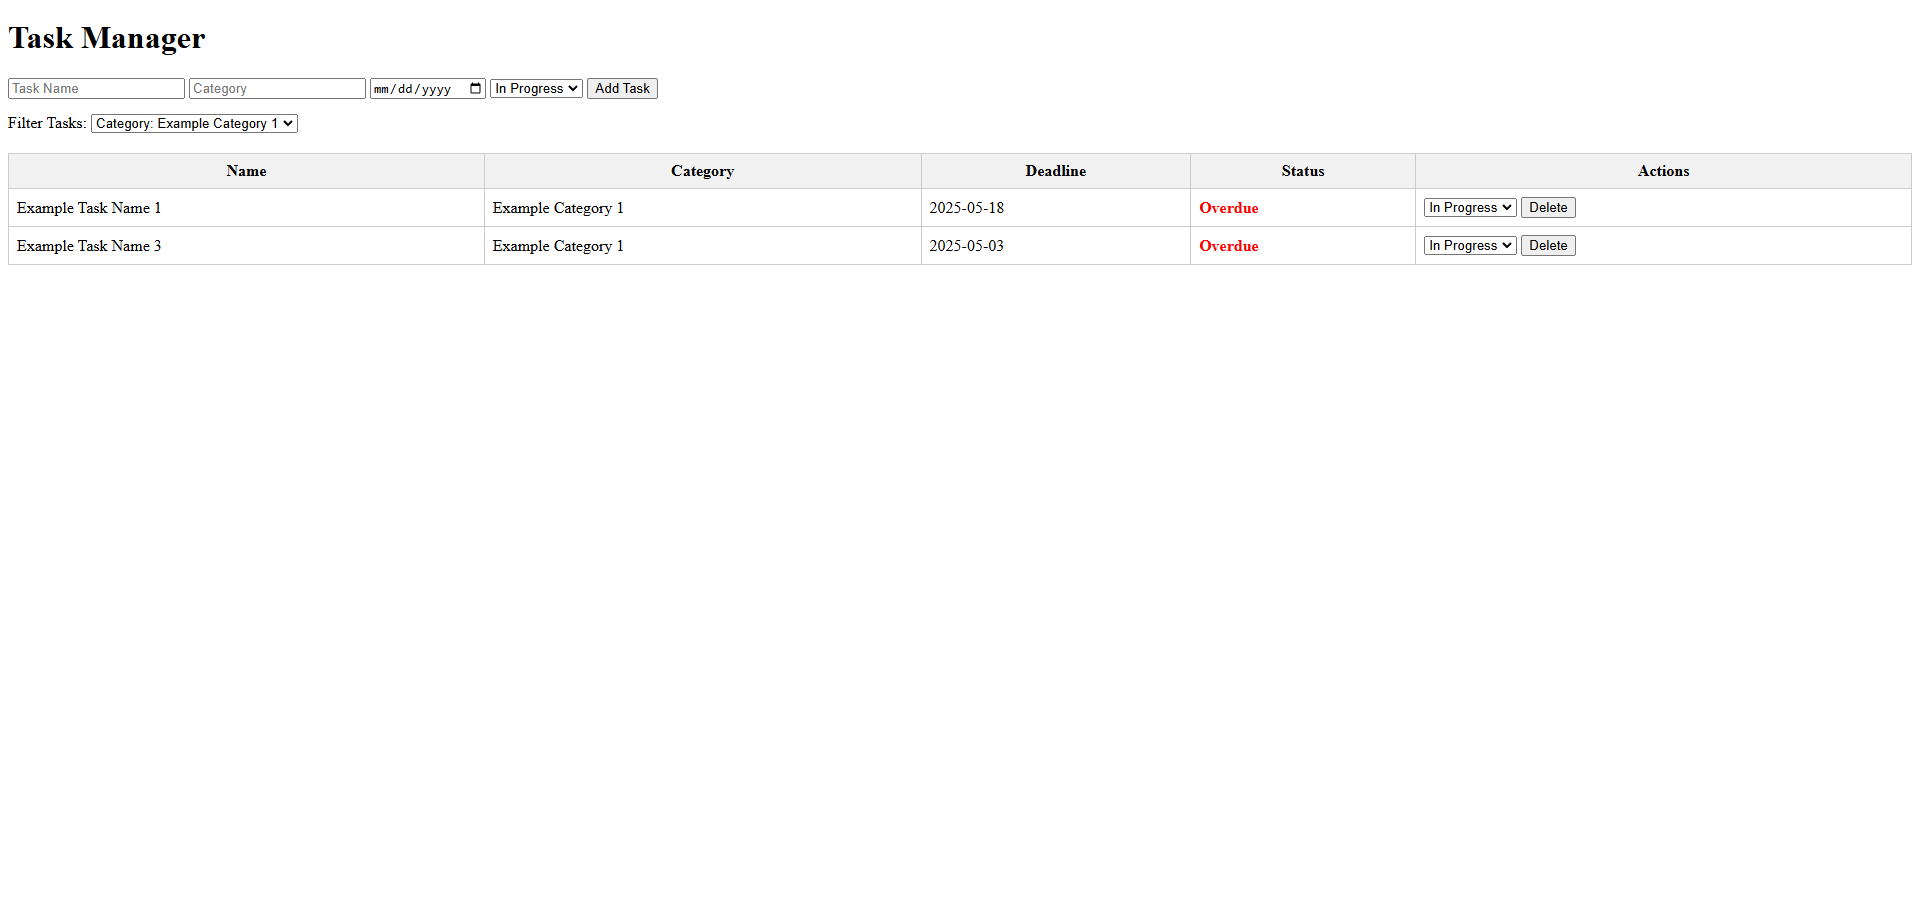 Task Manager
Task Name Category mm/dd/yyyy In Progress Add Task
Filter Tasks: Category: Example Category 1
Name Category Deadline Status Actions
Example Task Name 1 Example Category 1 2025-05-18 Overdue In Progress Delete
Example Task Name 3 Example Category 1 2025-05-03 Overdue In Progress Delete